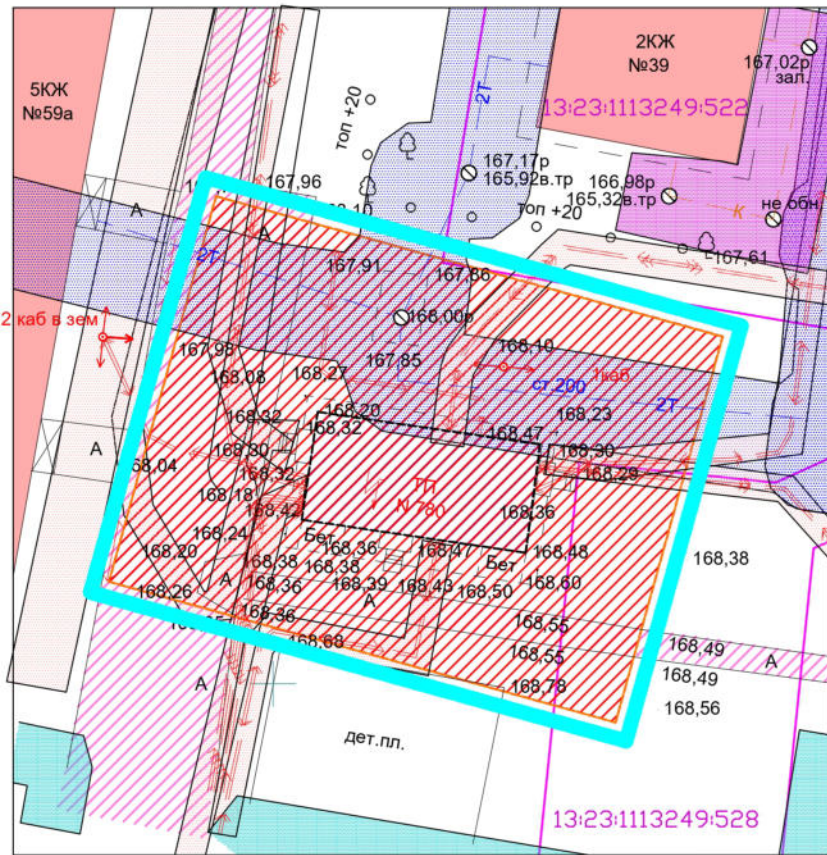 2КЖ
№39
167,02р
зал.
5КЖ
№59а
2Т
13:23:1113249:522
топ +20
167,17р
165,92в.тр
166,98р
165,32в.тр
167,96
А
топ +20
К
не обн.
А
167,61
2Т
167,91
167,86
2 каб в зем
168,00р
167,98
167,85
168,10
168,08
168,27
1каб
ст.200
168,20
168,23
2Т
168,32
168,32
168,47
А
168,30
168,30
168,32
168,29
168,04
168,18
ТП
N 780
168,42
168,36
168,24
Бет
168,20
168,36
168,47
168,48
168,38
168,38
Бет
168,38
А
168,36
168,39
168,43
168,60
168,26
168,50
А
168,36
168,55
168,68
168,55
168,49
А
168,49
А
168,78
168,56
дет.пл.
13:23:1113249:528